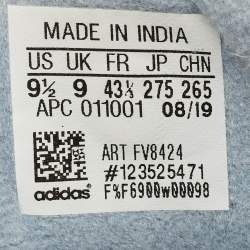 MADE IN INDIA
US UK FR JP CHN
9½ 9 43⅓ 275 265
APC 011001 08/19
ART FV8424
#123525471
adidas F%F6900w00098